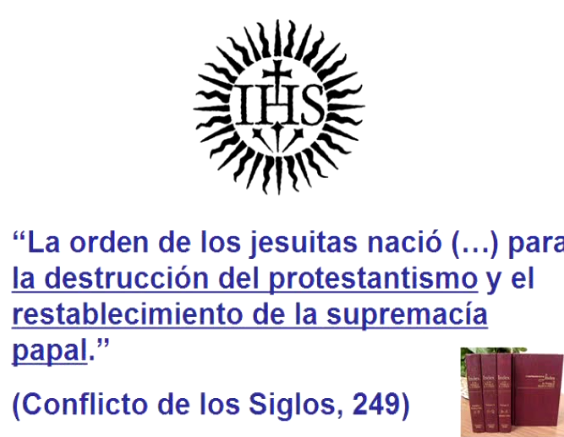 IHS
“La orden de los jesuitas nació (…) para
la destrucción del protestantismo y el
restablecimiento de la supremacía
papal.”
(Conflicto de los Siglos, 249)